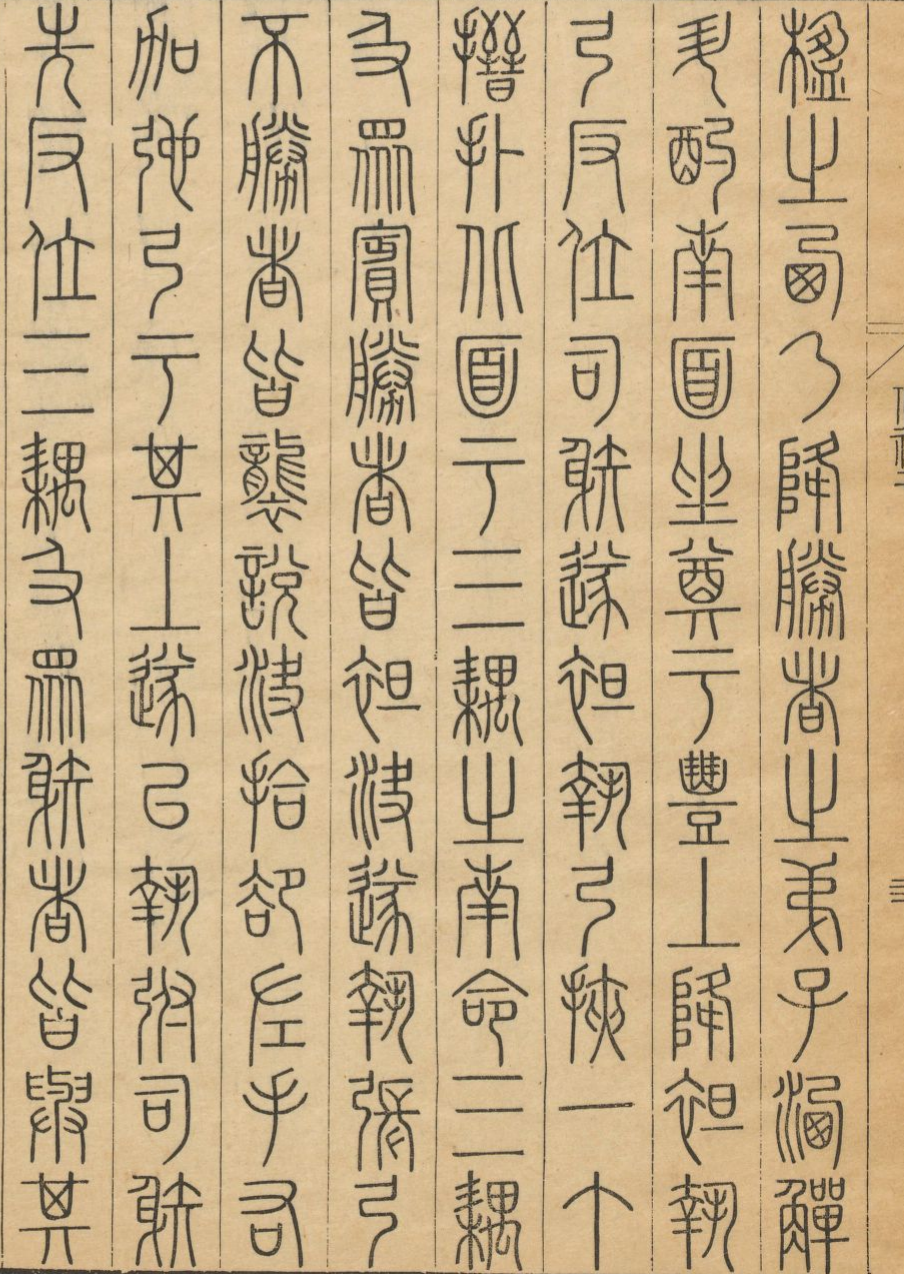 楹之西乃降勝者之弟子洗觶
升酌南面坐奠于豐上降袒執
弓反位司射遂袒執弓挾一个
搢扑北面于三耦之南命三耦
及眾賓勝者皆袒決遂執張弓
不勝者皆襲說決拾卻左手右
加弛弓于其上遂以執弣司射
先反位三耦及眾射者皆與其